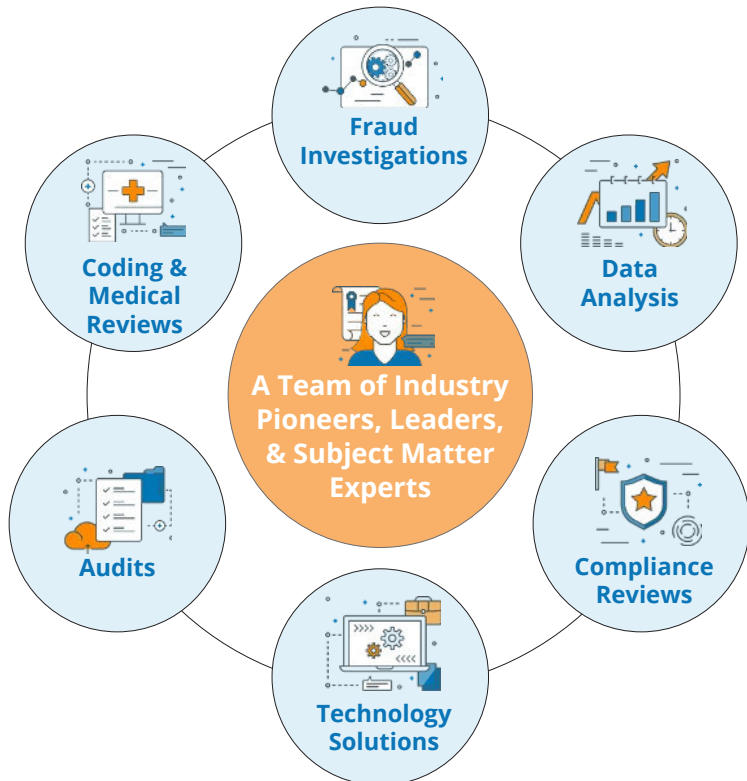 Fraud
Investigations
Data
Analysis
Compliance
Reviews
Technology
Solutions
Audits
Coding &
Medical
Reviews
A Team of Industry
Pioneers, Leaders,
& Subject Matter
Experts